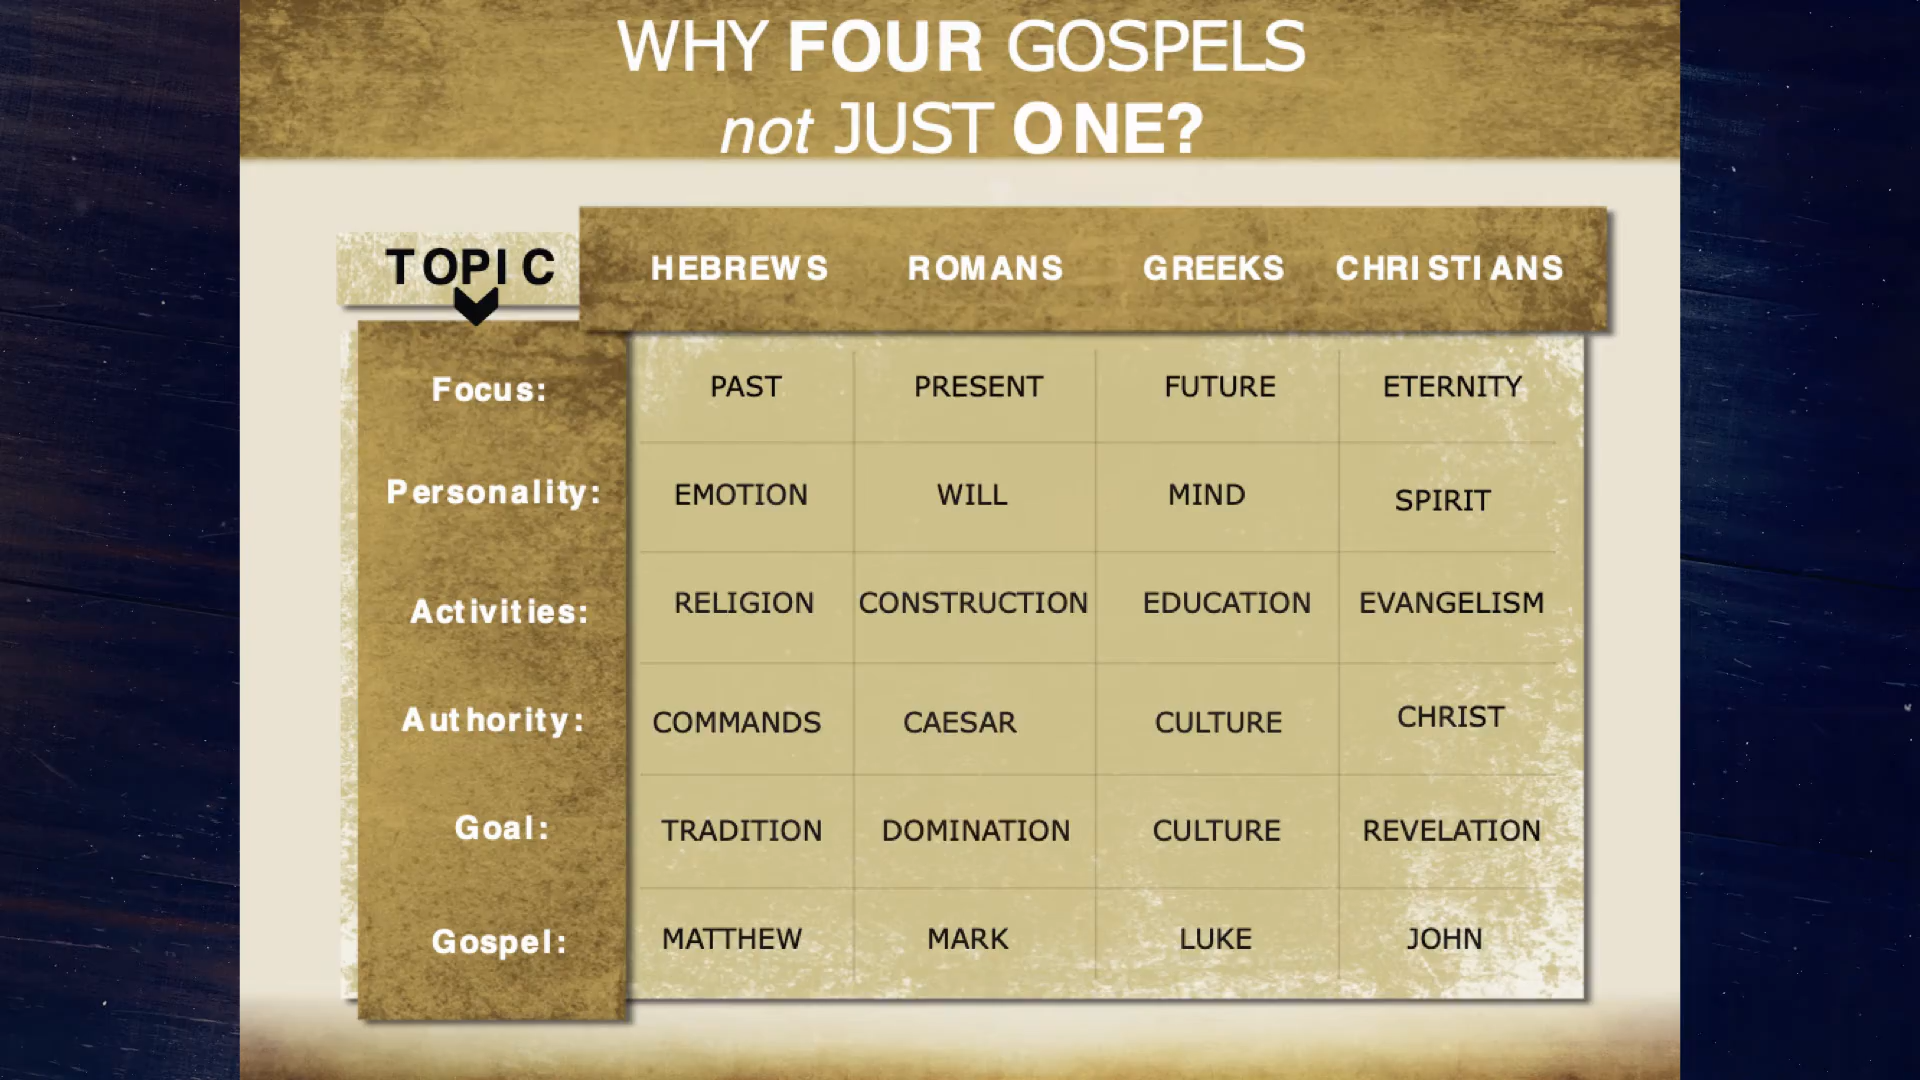 WHY FOUR GOSPELS
not JUST ONE?
TOPIC HEBREWS ROMANS GREEKS CHRISTIANS
Focus: PAST PRESENT FUTURE ETERNITY
Personality: EMOTION WILL MIND SPIRIT
Activities: RELIGION CONSTRUCTION EDUCATION EVANGELISM
Authority: COMMANDS CAESAR CULTURE CHRIST
Goal: TRADITION DOMINATION CULTURE REVELATION
Gospel: MATTHEW MARK LUKE JOHN